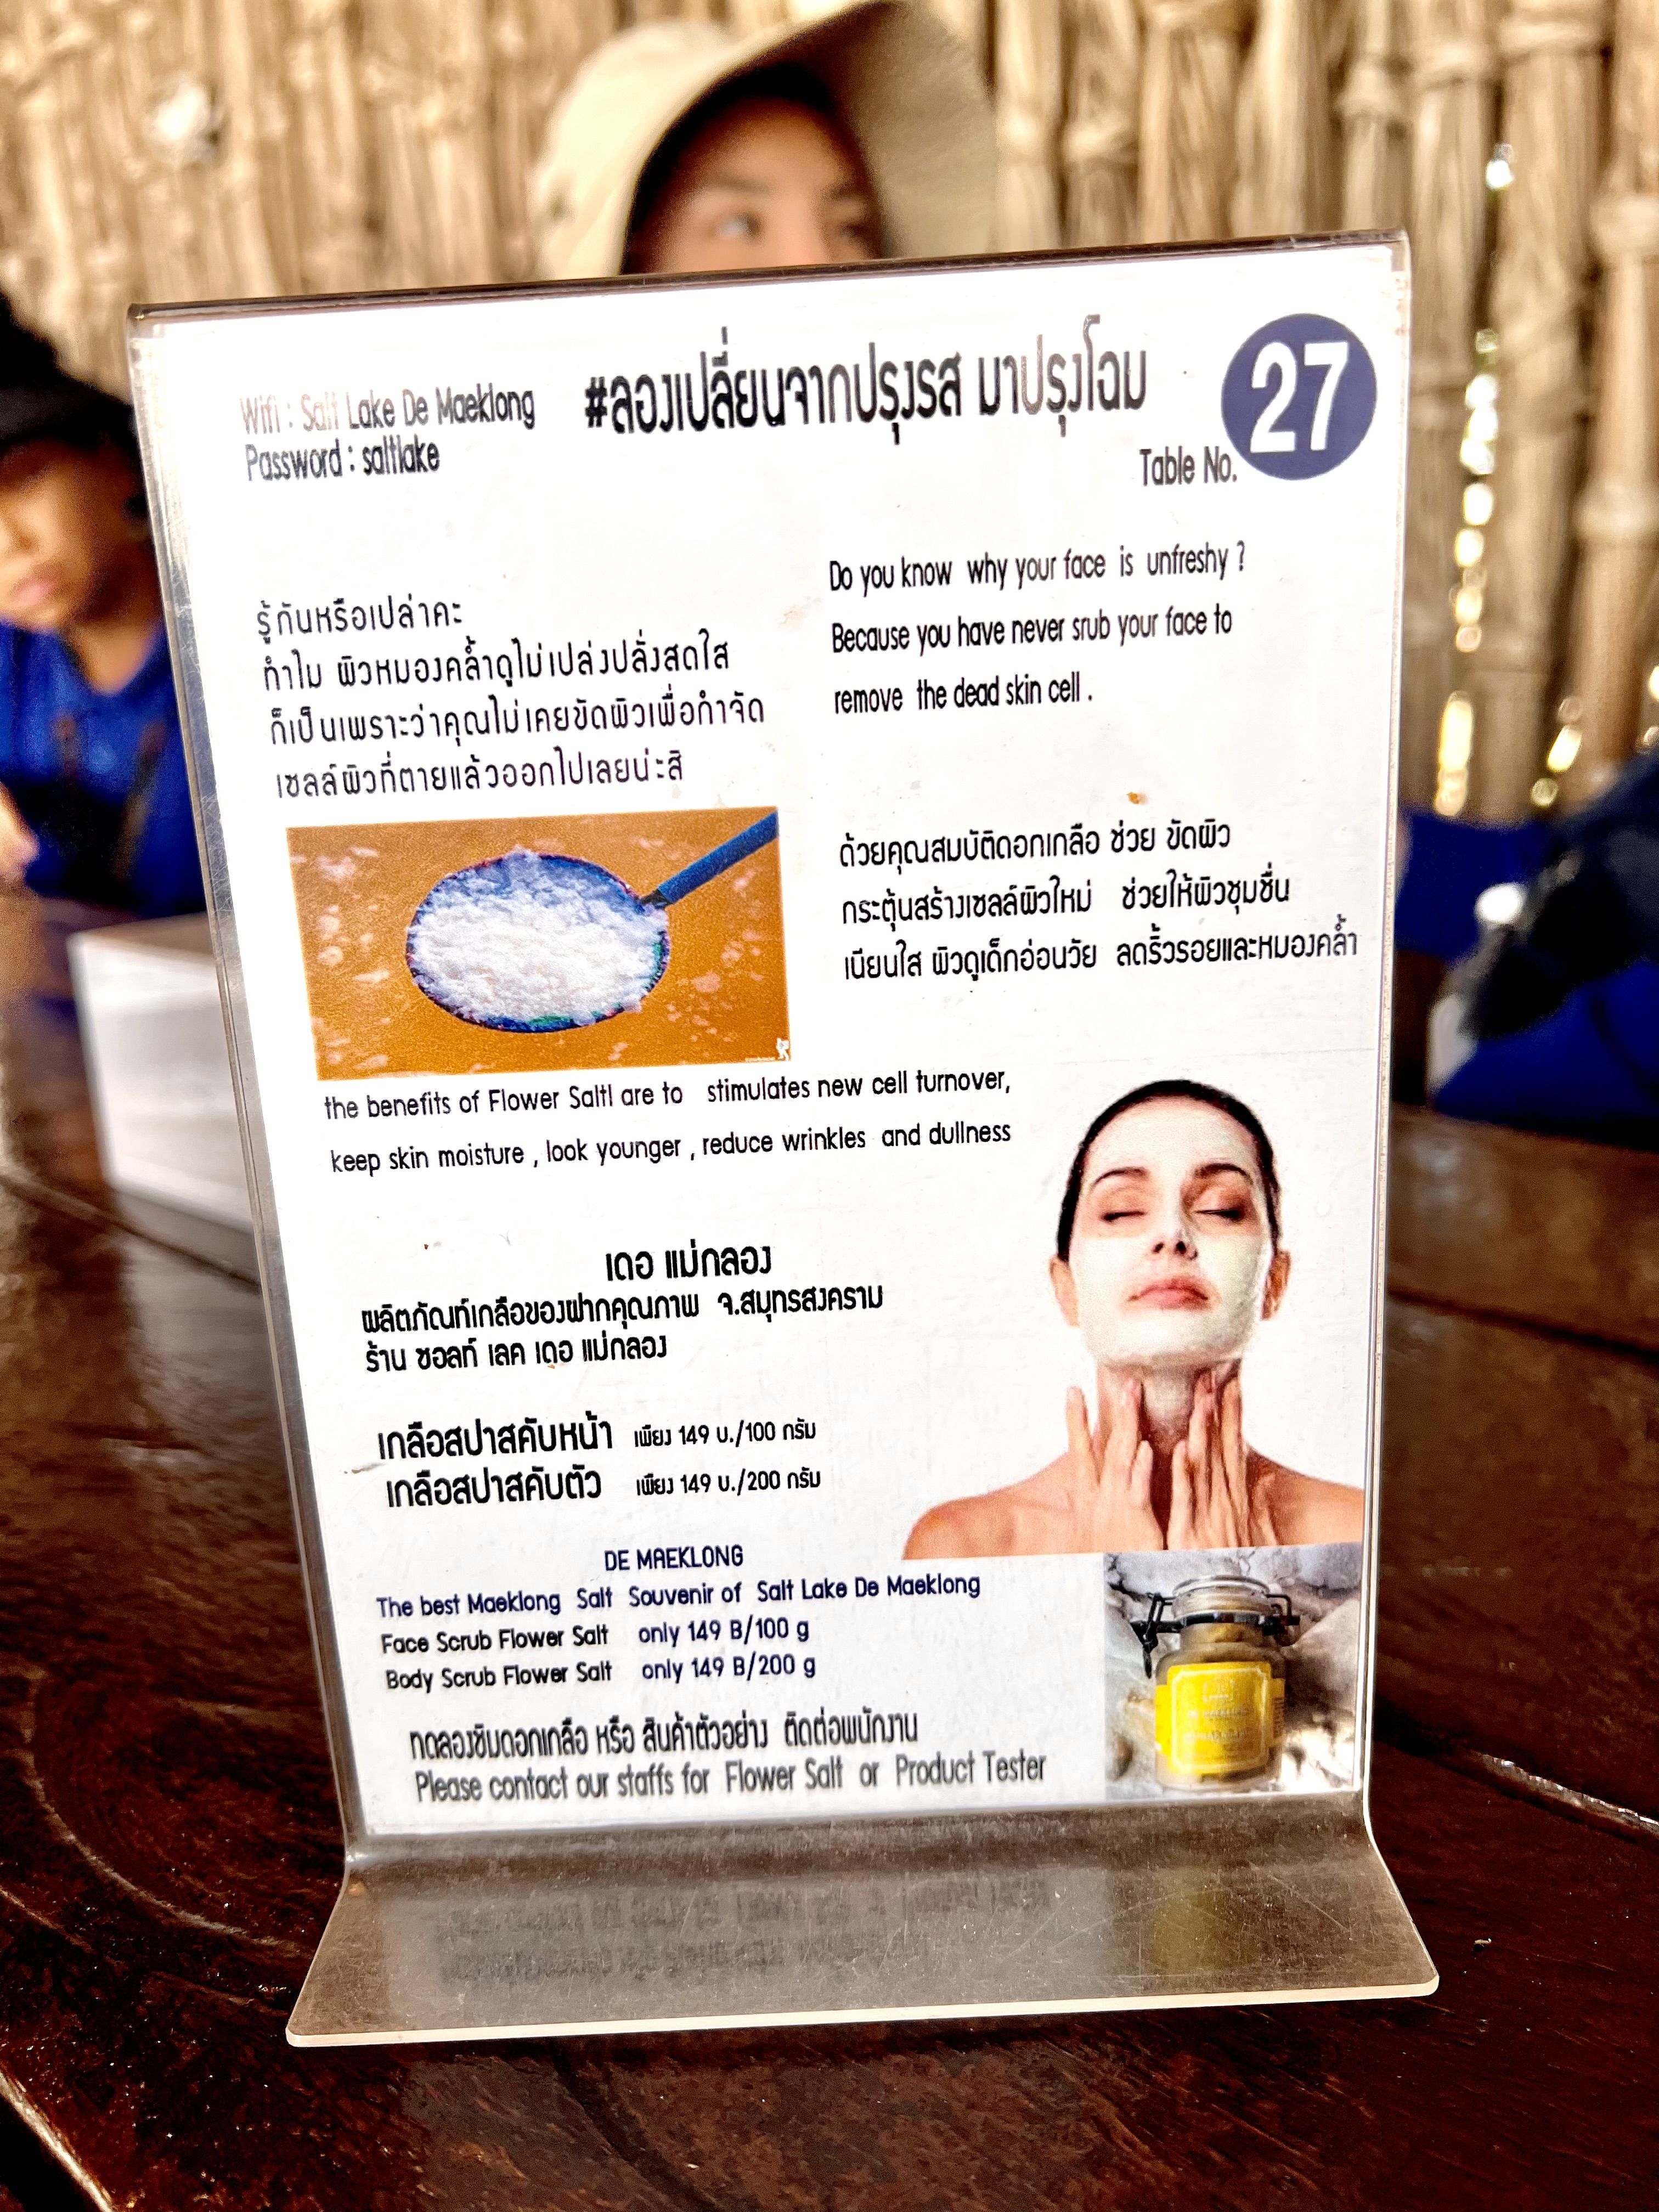 Wifi : Salt Lake De Maeklong
Password : saltlake
#ลองเปลี่ยนจากปรุงรส มาปรุงโฉม
Table No.
27
รู้กันหรือเปล่าคะ
ทำไม ผิวหมองคล้ำดูไม่เปล่งปลั่งสดใส
ก็เป็นเพราะว่าคุณไม่เคยขัดผิวเพื่อกำจัด
เซลล์ผิวที่ตายแล้วออกไปเลยน่ะสิ
Do you know why your face is unfreshy ?
Because you have never srub your face to
remove the dead skin cell .
ด้วยคุณสมบัติดอกเกลือ ช่วย ขัดผิว
กระตุ้นสร้างเซลล์ผิวใหม่ ช่วยให้ผิวชุมชื่น
เนียนใส ผิวดูเด็กอ่อนวัย ลดริ้วรอยและหมองคล้ำ
the benefits of Flower Saltl are to stimulates new cell turnover,
keep skin moisture , look younger , reduce wrinkles and dullness
เดอ แม่กลอง
ผลิตภัณฑ์เกลือของฝากคุณภาพ จ.สมุทรสงคราม
ร้าน ซอลท์ เลค เดอ แม่กลอง
เกลือสปาสคับหน้า เพียง 149 บ./100 กรัม
เกลือสปาสคับตัว เพียง 149 บ./200 กรัม
DE MAEKLONG
The best Maeklong Salt Souvenir of Salt Lake De Maeklong
Face Scrub Flower Salt only 149 B/100 g
Body Scrub Flower Salt only 149 B/200 g
ทดลองชิมดอกเกลือ หรือ สินค้าตัวอย่าง ติดต่อพนักงาน
Please contact our staffs for Flower Salt or Product Tester